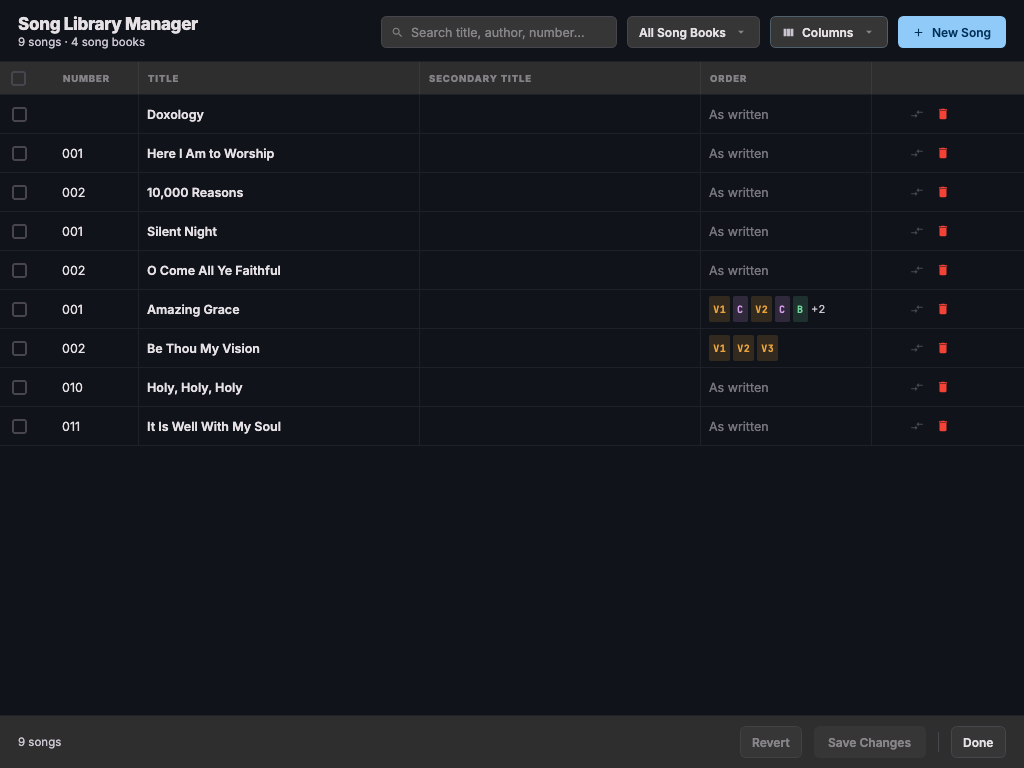 Song Library Manager
9 songs · 4 song books
Search title, author, number...
All Song Books
Columns
+ New Song
NUMBER TITLE SECONDARY TITLE ORDER
Doxology As written
001 Here I Am to Worship As written
002 10,000 Reasons As written
001 Silent Night As written
002 O Come All Ye Faithful As written
001 Amazing Grace V1 C V2 C B +2
002 Be Thou My Vision V1 V2 V3
010 Holy, Holy, Holy As written
011 It Is Well With My Soul As written
9 songs
Revert
Save Changes
Done